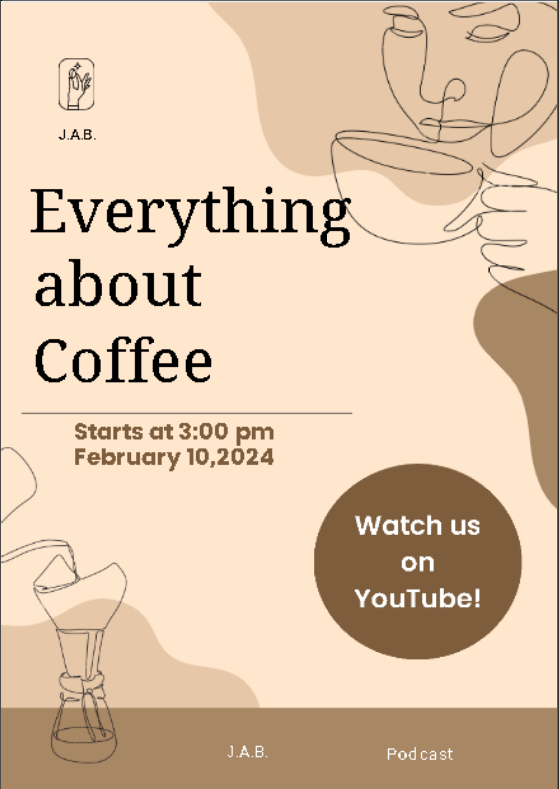 J.A.B.
Everything
about
Coffee
Starts at 3:00 pm
February 10,2024
Watch us
on
YouTube!
J.A.B.
Podcast